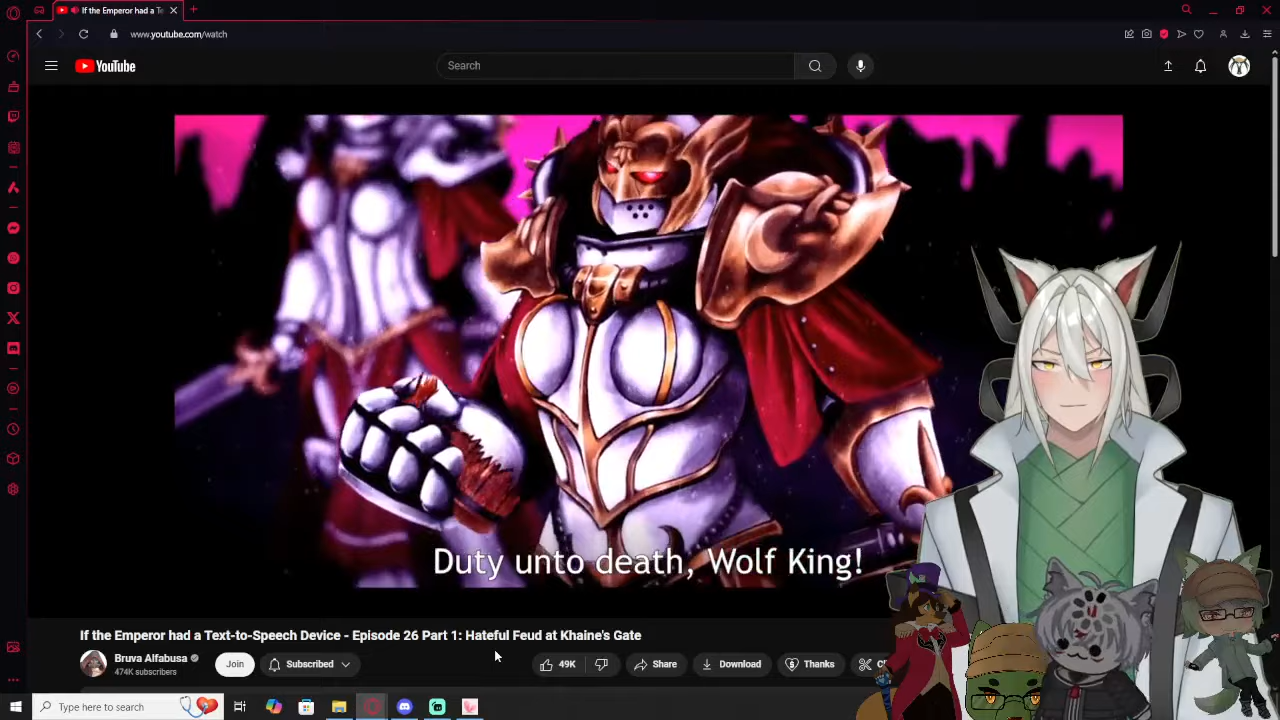 If the Emperor had a Te
www.youtube.com/watch
YouTube
Search
Duty unto death, Wolf King!
If the Emperor had a Text-to-Speech Device - Episode 26 Part 1: Hateful Feud at Khaine's Gate
Bruva Alfabusa
474K subscribers
Join
Subscribed
49K
Share
Download
Thanks
Type here to search